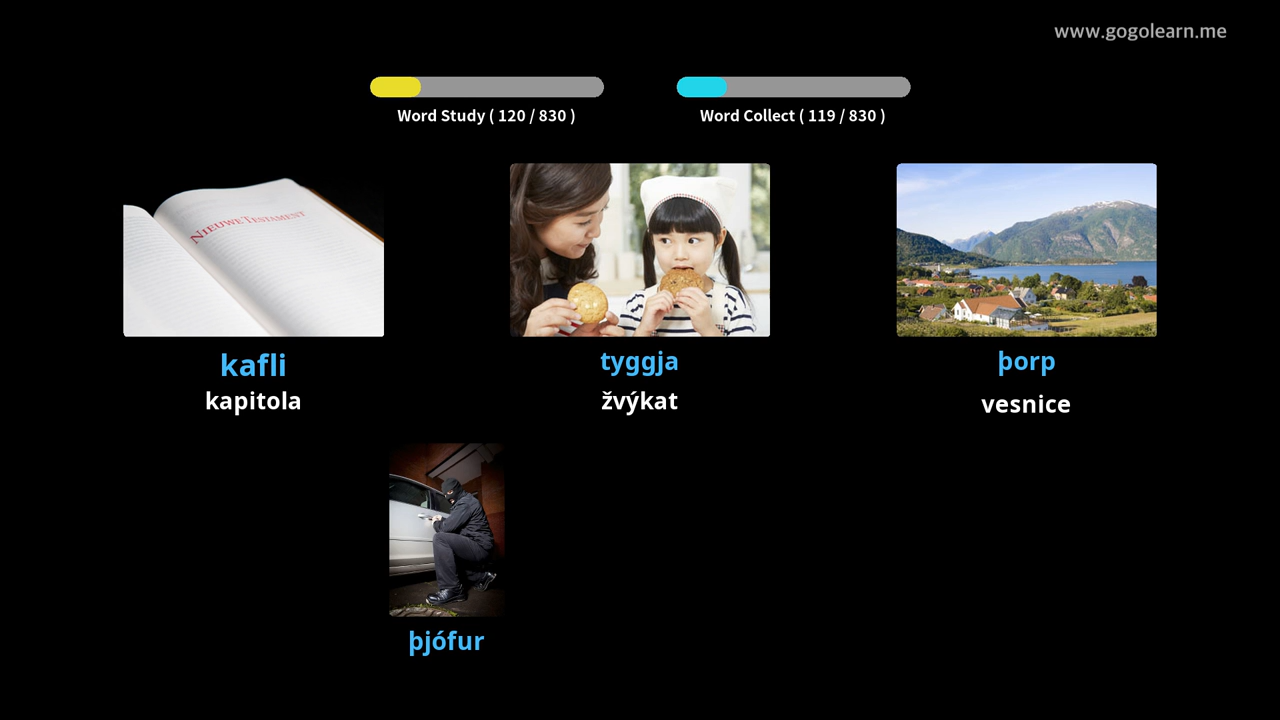 www.gogolearn.me
Word Study ( 120 / 830 )
Word Collect ( 119 / 830 )
NIEUWE TESTAMENT
kafli
kapitola
tyggja
žvýkat
þorp
vesnice
þjófur